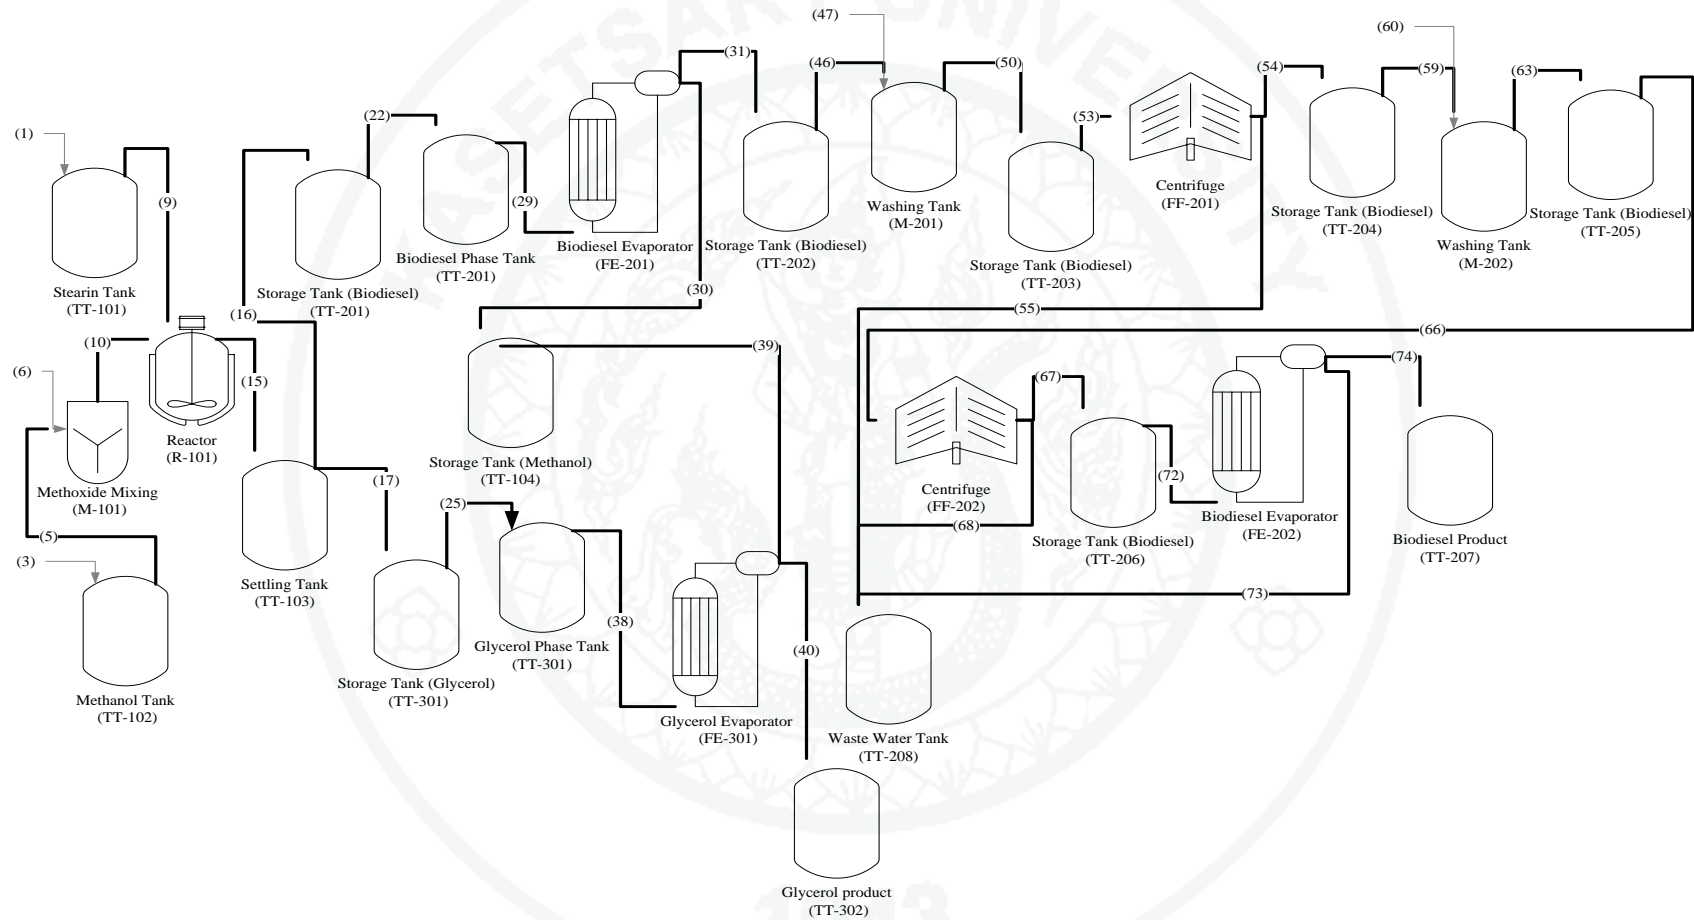 (47)
(60)
(31)
(46)
(50)
(54)
(59)
(63)
(22)
(53)
(1)
Centrifuge
(FF-201)
(9)
(29)
Washing Tank
(M-201)
Storage Tank (Biodiesel)
(TT-204)
Storage Tank (Biodiesel)
(TT-205)
Biodiesel Evaporator
(FE-201)
Storage Tank (Biodiesel)
(TT-202)
Washing Tank
(M-202)
Biodiesel Phase Tank
(TT-201)
Storage Tank (Biodiesel)
(TT-203)
Stearin Tank
(TT-101)
Storage Tank (Biodiesel)
(TT-201)
(30)
(16)
(55)
(66)
(10)
(39)
(74)
(6)
(15)
(67)
Reactor
(R-101)
Storage Tank (Methanol)
(TT-104)
(17)
(72)
Methoxide Mixing
(M-101)
Centrifuge
(FF-202)
(25)
Biodiesel Evaporator
(FE-202)
(68)
(5)
Storage Tank (Biodiesel)
(TT-206)
Biodiesel Product
(TT-207)
(3)
Settling Tank
(TT-103)
(73)
(38)
Glycerol Phase Tank
(TT-301)
(40)
Storage Tank (Glycerol)
(TT-301)
Methanol Tank
(TT-102)
Glycerol Evaporator
(FE-301)
Waste Water Tank
(TT-208)
Glycerol product
(TT-302)
KASETSART UNIVERSITY